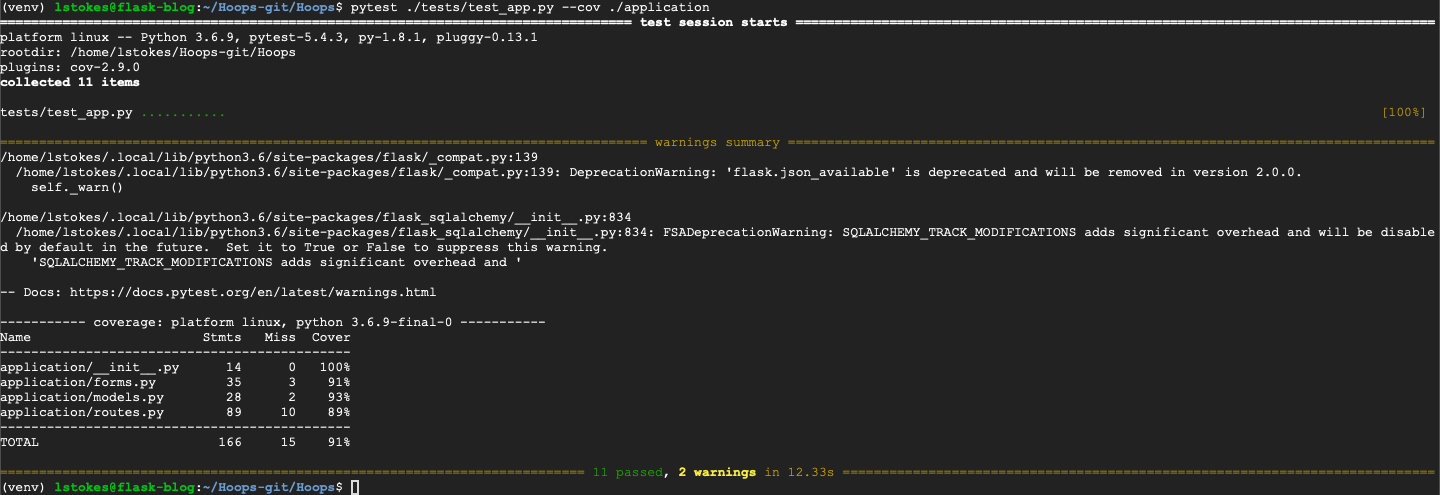 (venv) lstokes@flask-blog:~/Hoops-git/Hoops$ pytest ./tests/test_app.py --cov ./application
============================= test session starts =============================
platform linux -- Python 3.6.9, pytest-5.4.3, py-1.8.1, pluggy-0.13.1
rootdir: /home/lstokes/Hoops-git/Hoops
plugins: cov-2.9.0
collected 11 items
tests/test_app.py ........... [100%]
============================= warnings summary =============================
/home/lstokes/.local/lib/python3.6/site-packages/flask/_compat.py:139
  /home/lstokes/.local/lib/python3.6/site-packages/flask/_compat.py:139: DeprecationWarning: 'flask.json_available' is deprecated and will be removed in version 2.0.0.
    self._warn()
/home/lstokes/.local/lib/python3.6/site-packages/flask_sqlalchemy/__init__.py:834
  /home/lstokes/.local/lib/python3.6/site-packages/flask_sqlalchemy/__init__.py:834: FSADeprecationWarning: SQLALCHEMY_TRACK_MODIFICATIONS adds significant overhead and will be disable
d by default in the future.  Set it to True or False to suppress this warning.
    'SQLALCHEMY_TRACK_MODIFICATIONS adds significant overhead and '
-- Docs: https://docs.pytest.org/en/latest/warnings.html
----------- coverage: platform linux, python 3.6.9-final-0 -----------
Name                      Stmts   Miss  Cover
---------------------------------------------
application/__init__.py      14      0   100%
application/forms.py         35      3    91%
application/models.py        28      2    93%
application/routes.py        89     10    89%
---------------------------------------------
TOTAL                       166     15    91%
============================= 11 passed, 2 warnings in 12.33s =============================
(venv) lstokes@flask-blog:~/Hoops-git/Hoops$